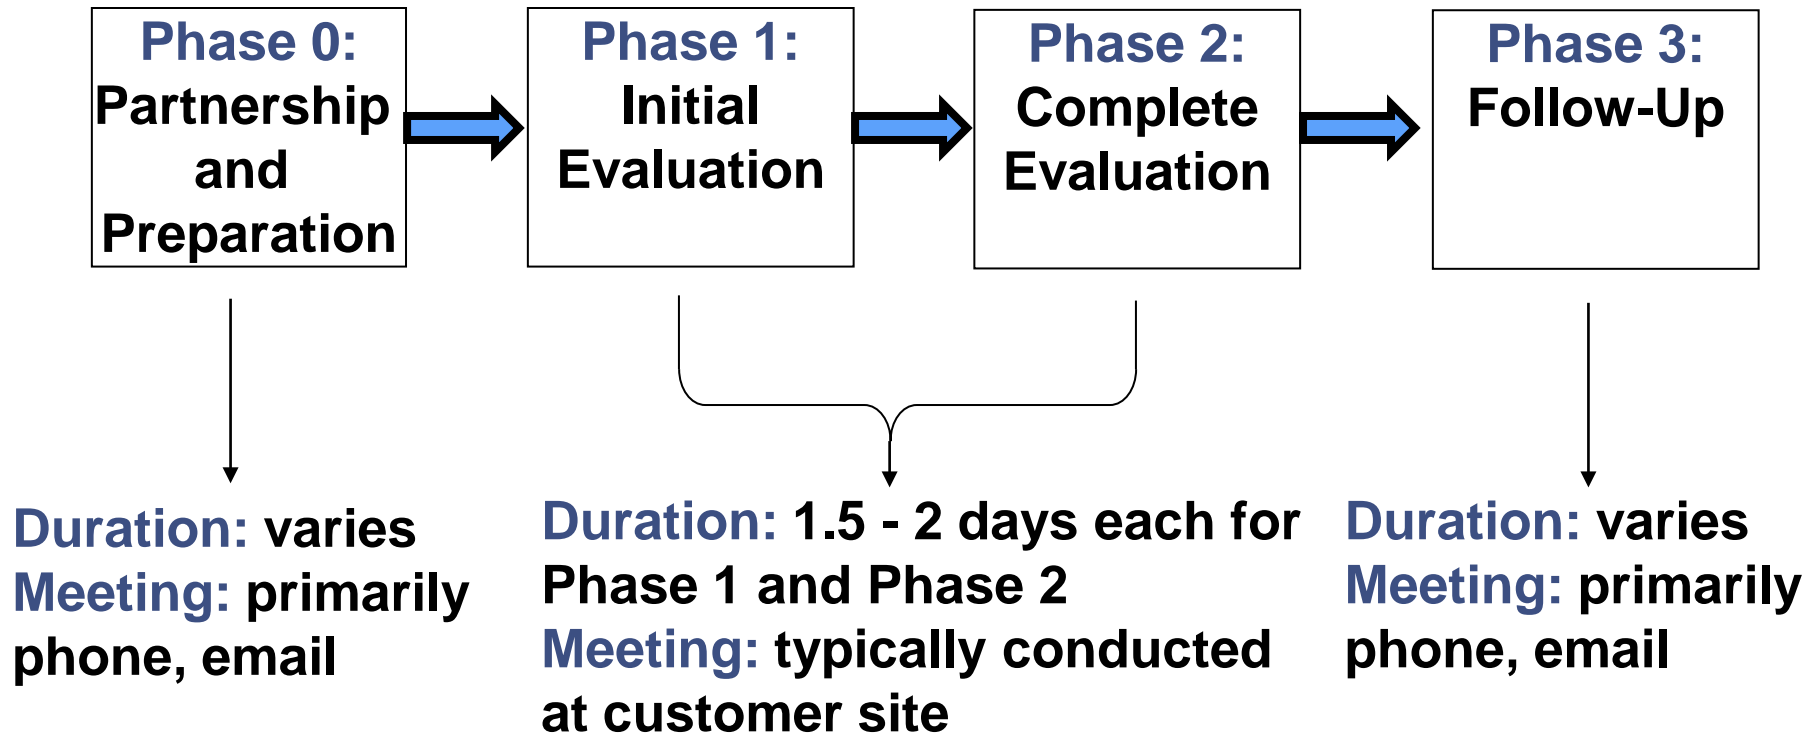 Phase 0:
Partnership
and
Preparation
Phase 1:
Initial
Evaluation
Phase 2:
Complete
Evaluation
Phase 3:
Follow-Up
Duration: varies
Meeting: primarily
phone, email
Duration: 1.5 - 2 days each for
Phase 1 and Phase 2
Meeting: typically conducted
at customer site
Duration: varies
Meeting: primarily
phone, email